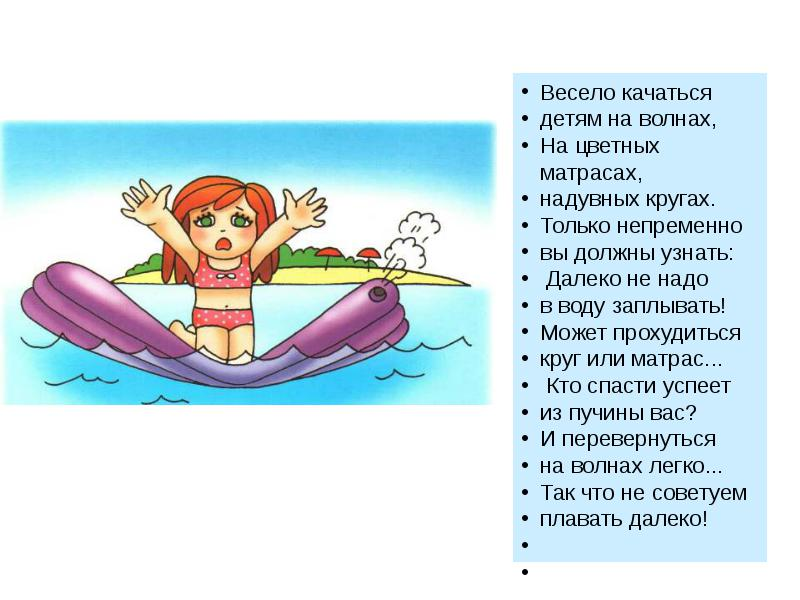 • Весело качаться
• детям на волнах,
• На цветных
матрасах,
• надувных кругах.
• Только непременно
• вы должны узнать:
• Далеко не надо
• в воду заплывать!
• Может прохудиться
• круг или матрас...
• Кто спасти успеет
• из пучины вас?
• И перевернуться
• на волнах легко...
• Так что не советуем
• плавать далеко!
•
•